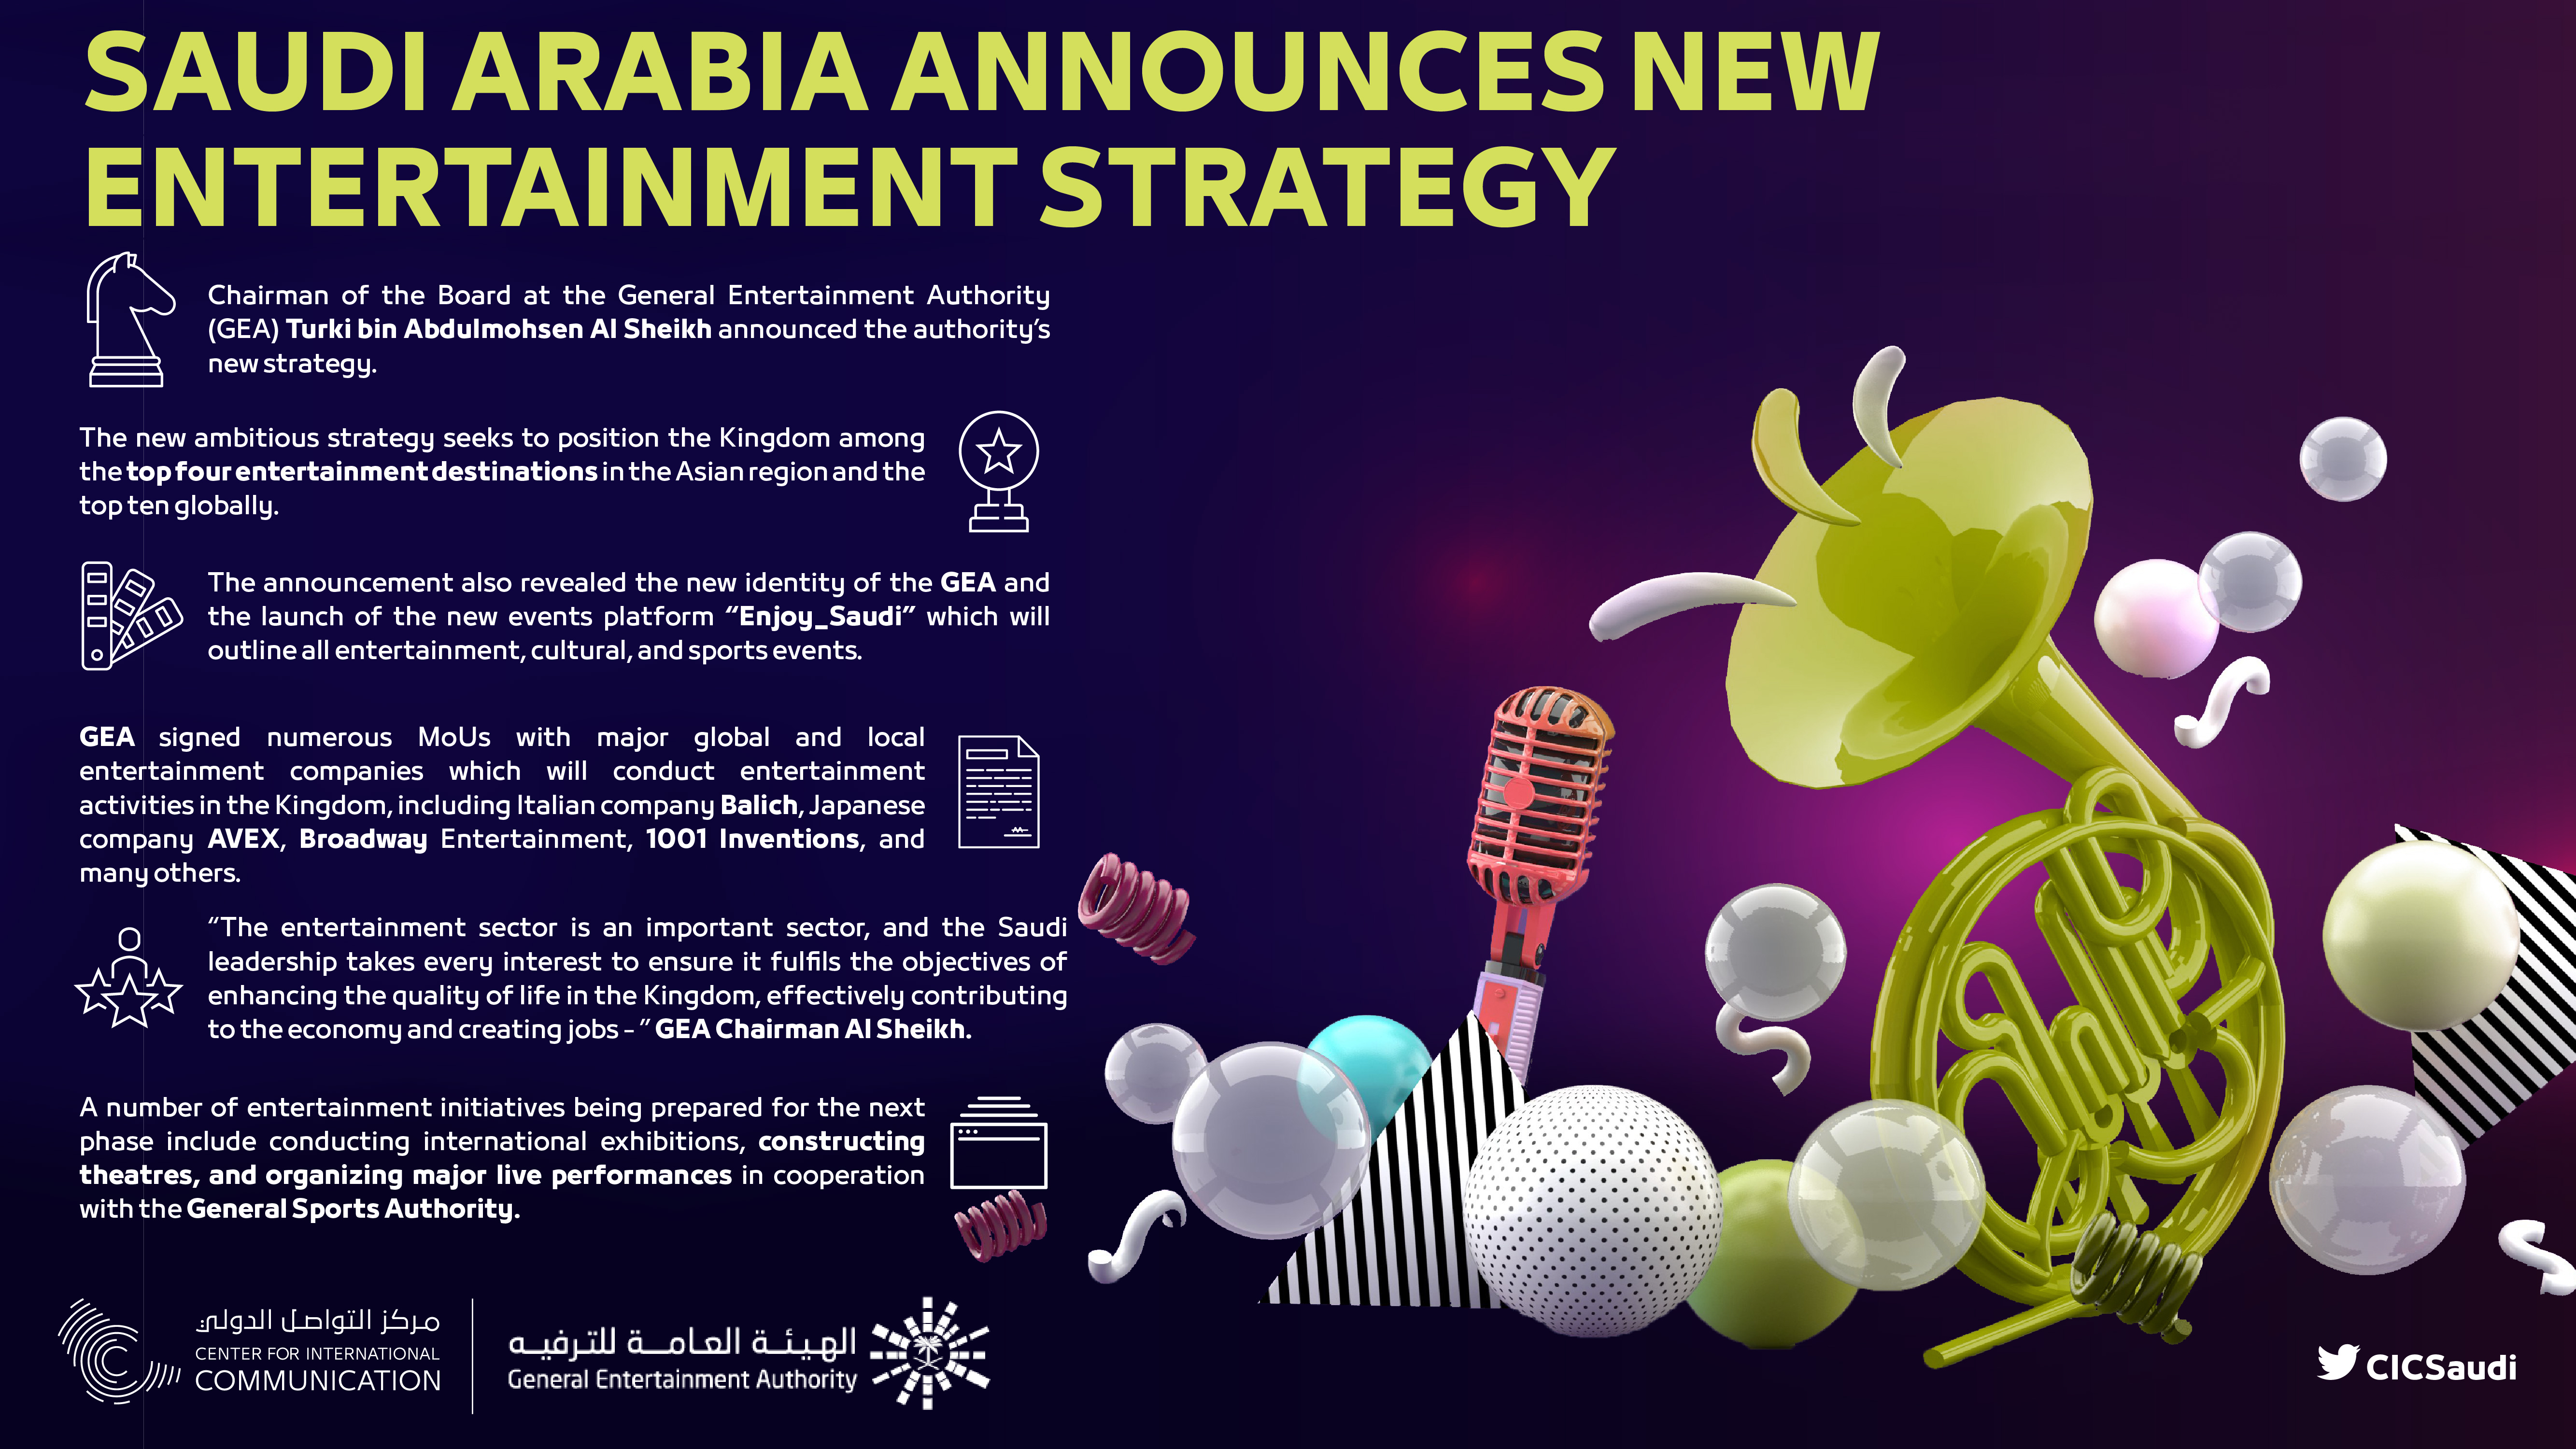 SAUDI ARABIA ANNOUNCES NEW
ENTERTAINMENT STRATEGY
Chairman of the Board at the General Entertainment Authority
(GEA) Turki bin Abdulmohsen Al Sheikh announced the authority’s
new strategy.
The new ambitious strategy seeks to position the Kingdom among
the top four entertainment destinations in the Asian region and the
top ten globally.
The announcement also revealed the new identity of the GEA and
the launch of the new events platform “Enjoy_Saudi” which will
outline all entertainment, cultural, and sports events.
GEA signed numerous MoUs with major global and local
entertainment companies which will conduct entertainment
activities in the Kingdom, including Italian company Balich, Japanese
company AVEX, Broadway Entertainment, 1001 Inventions, and
many others.
“The entertainment sector is an important sector, and the Saudi
leadership takes every interest to ensure it fulfils the objectives of
enhancing the quality of life in the Kingdom, effectively contributing
to the economy and creating jobs - ” GEA Chairman Al Sheikh.
A number of entertainment initiatives being prepared for the next
phase include conducting international exhibitions, constructing
theatres, and organizing major live performances in cooperation
with the General Sports Authority.
مركز التواصل الدولي
CENTER FOR INTERNATIONAL
COMMUNICATION
الهيئة العامة للترفيه
General Entertainment Authority
CICSaudi